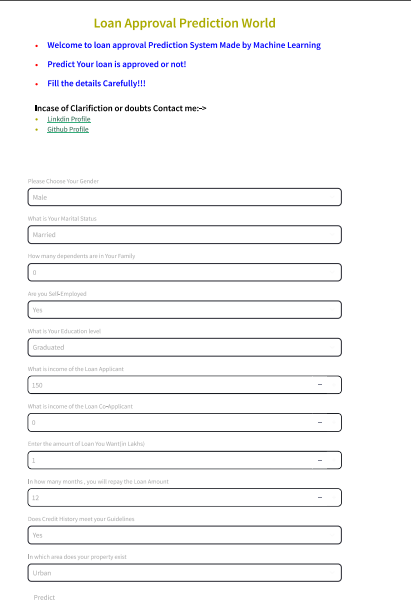 Loan Approval Prediction World
Welcome to loan approval Prediction System Made by Machine Learning
Predict Your loan is approved or not!
Fill the details Carefully!!!
Incase of Clarifiction or doubts Contact me:->
Linkdin Profile
Github Profile
Please Choose Your Gender
Male
What is Your Marital Status
Married
How many dependents are in Your Family
0
Are you Self-Employed
Yes
What is Your Education level
Graduated
What is income of the Loan Applicant
150
What is income of the Loan Co-Applicant
0
Enter the amount of Loan You Want(in Lakhs)
1
In how many months , you will repay the Loan Amount
12
Does Credit History meet your Guidelines
Yes
In which area does your property exist
Urban
Predict